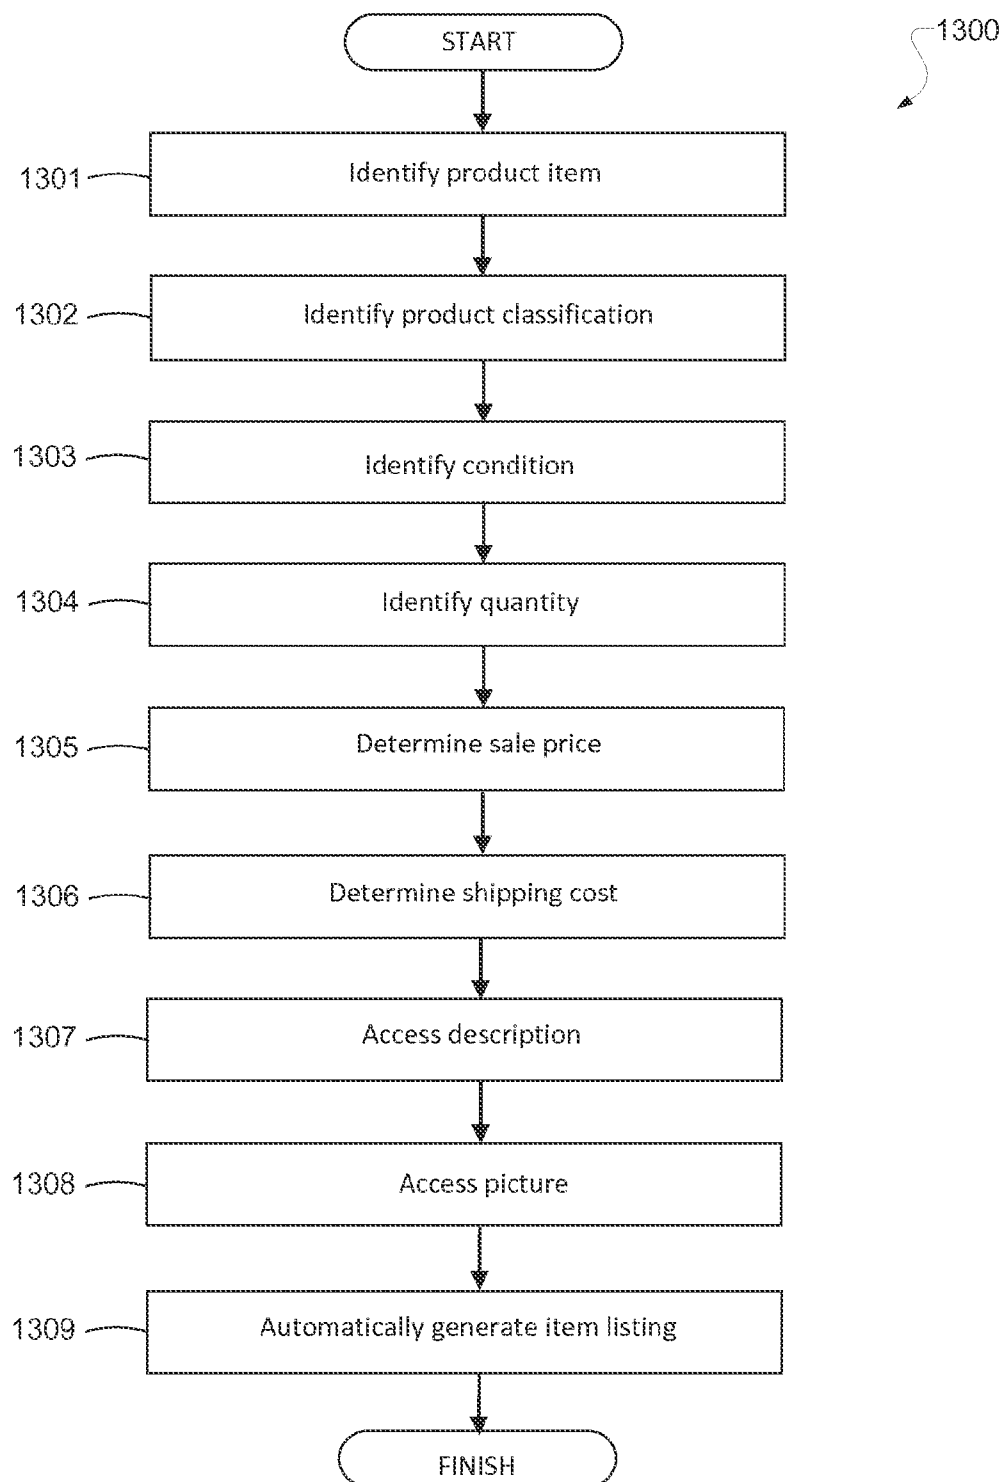 START
1300
1301
Identify product item
1302
Identify product classification
1303
Identify condition
1304
Identify quantity
1305
Determine sale price
1306
Determine shipping cost
1307
Access description
1308
Access picture
1309
Automatically generate item listing
FINISH